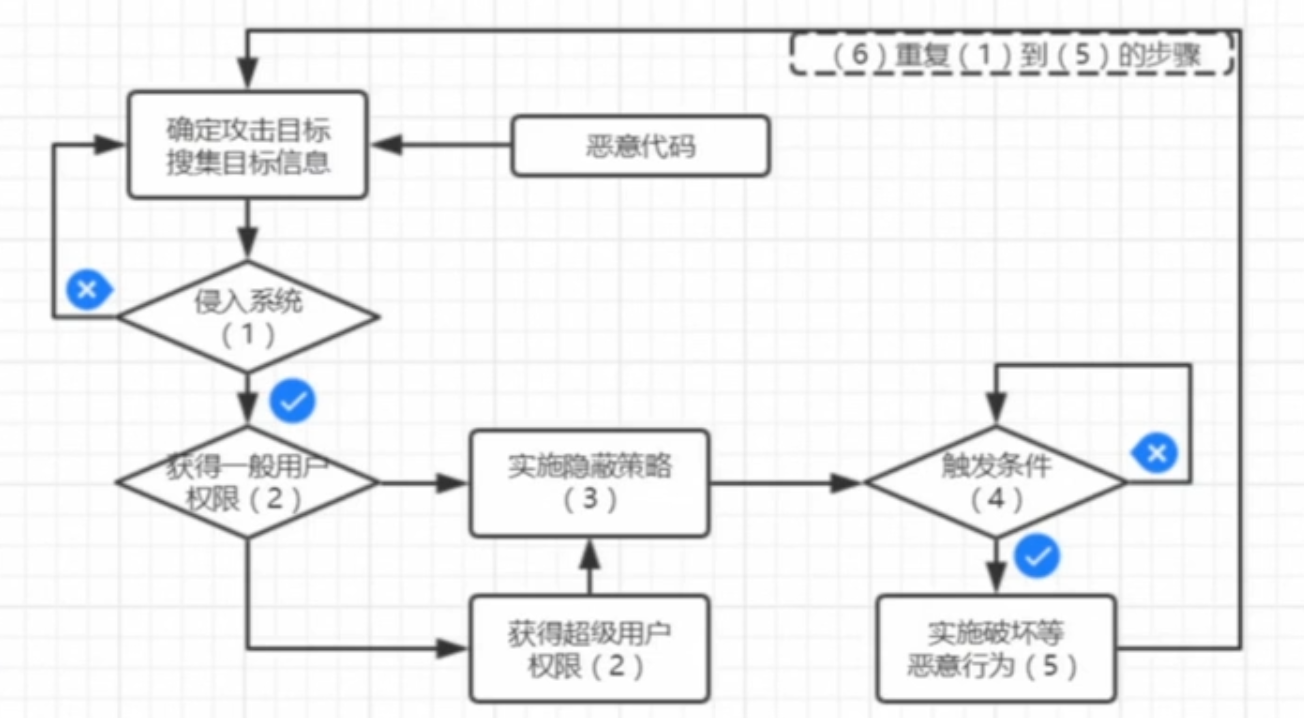 （6）重复（1）到（5）的步骤
确定攻击目标
搜集目标信息
恶意代码
侵入系统
（1）
获得一般用户
权限（2）
实施隐蔽策略
（3）
触发条件
（4）
获得超级用户
权限（2）
实施破坏等
恶意行为（5）